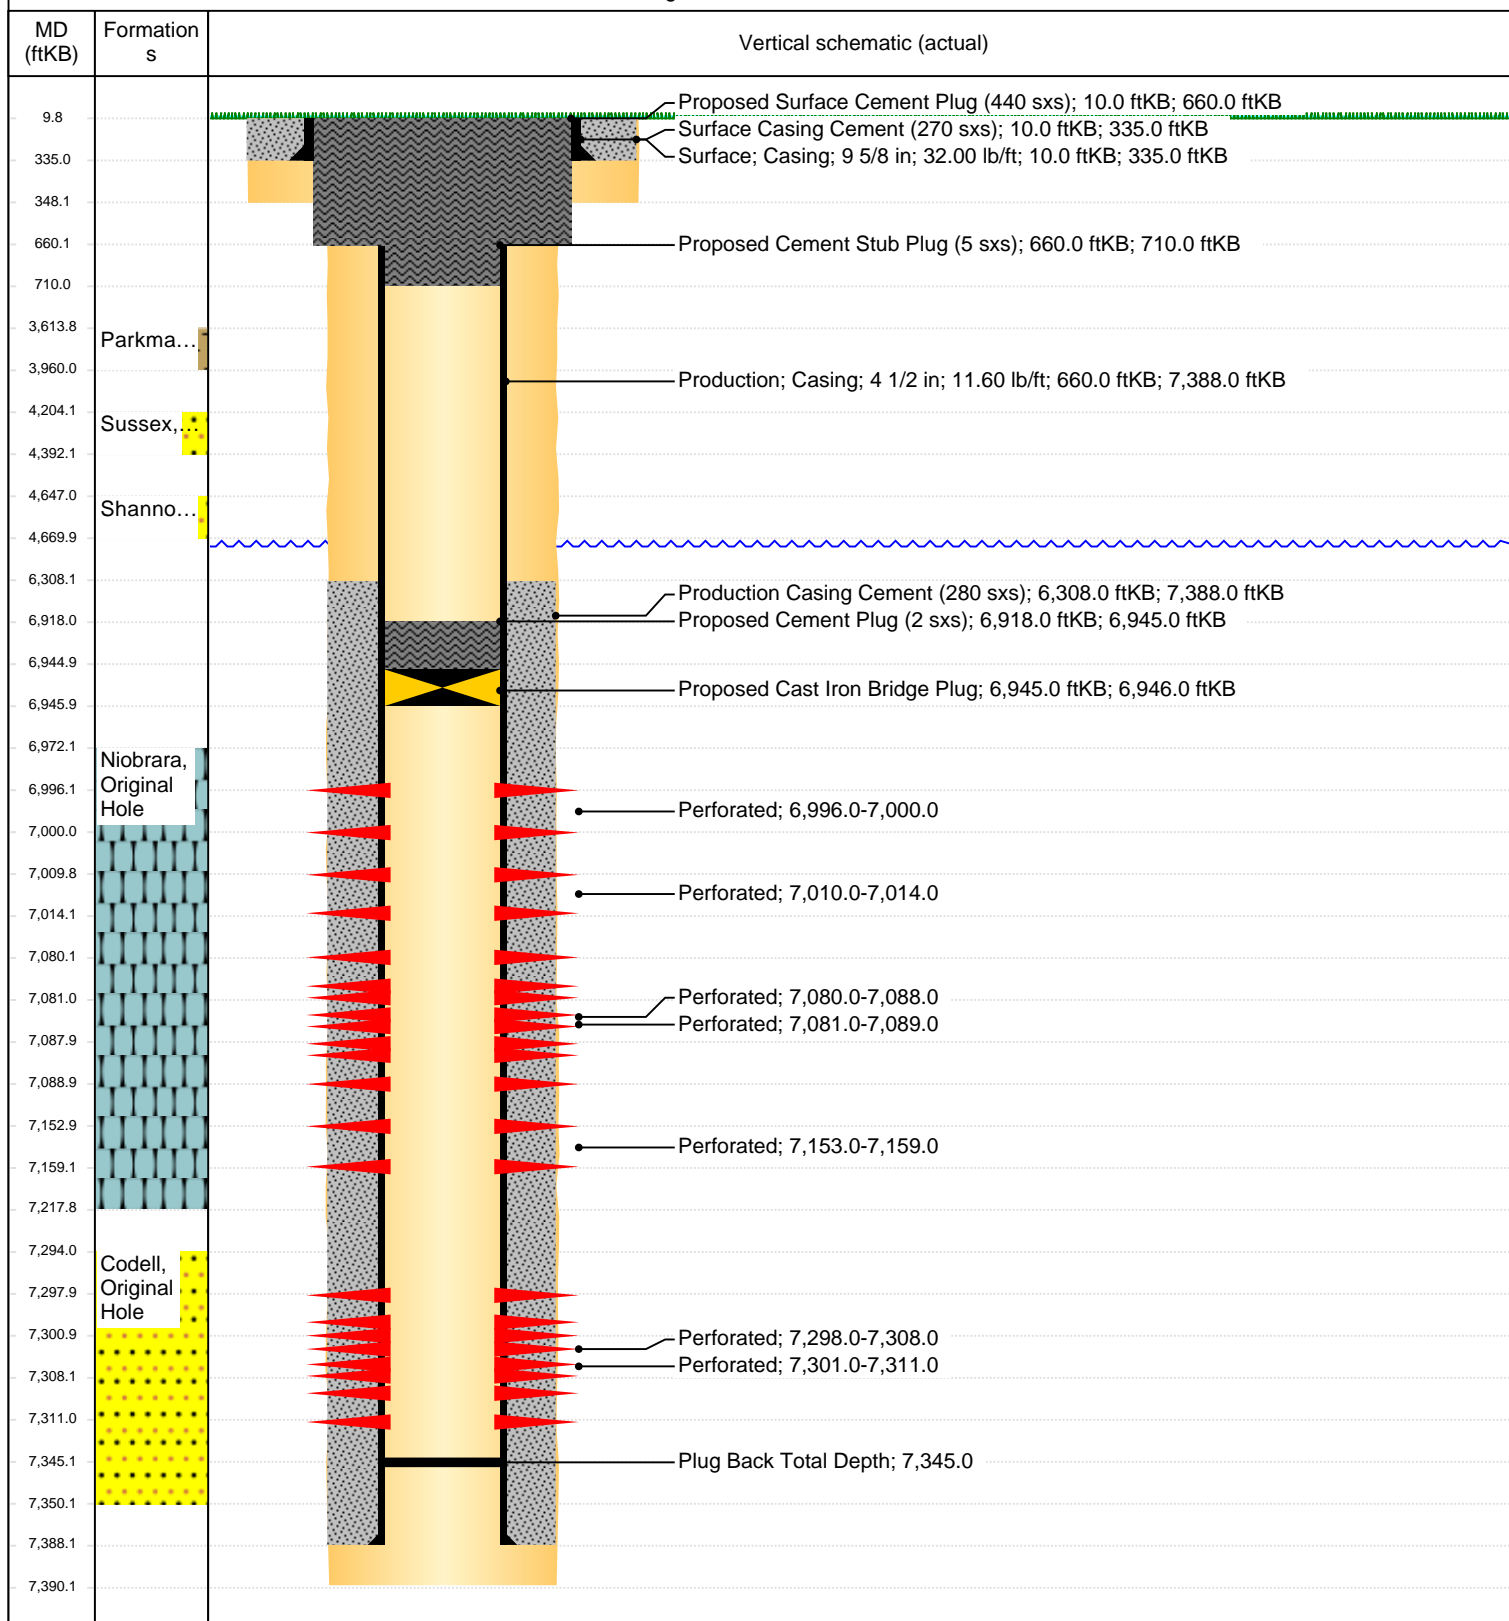 MD
(ftKB)
Formation
s
Vertical schematic (actual)
9.8
335.0
348.1
660.1
710.0
3,613.8
3,960.0
4,204.1
4,392.1
4,647.0
4,669.9
6,308.1
6,918.0
6,944.9
6,945.9
6,972.1
6,996.1
7,000.0
7,009.8
7,014.1
7,080.1
7,081.0
7,087.9
7,088.9
7,152.9
7,159.1
7,217.8
7,294.0
7,297.9
7,300.9
7,308.1
7,311.0
7,345.1
7,350.1
7,388.1
7,390.1
Parkma...
Sussex,...
Shanno...
Niobrara,
Original
Hole
Codell,
Original
Hole
Proposed Surface Cement Plug (440 sxs); 10.0 ftKB; 660.0 ftKB
Surface Casing Cement (270 sxs); 10.0 ftKB; 335.0 ftKB
Surface; Casing; 9 5/8 in; 32.00 lb/ft; 10.0 ftKB; 335.0 ftKB
Proposed Cement Stub Plug (5 sxs); 660.0 ftKB; 710.0 ftKB
Production; Casing; 4 1/2 in; 11.60 lb/ft; 660.0 ftKB; 7,388.0 ftKB
Production Casing Cement (280 sxs); 6,308.0 ftKB; 7,388.0 ftKB
Proposed Cement Plug (2 sxs); 6,918.0 ftKB; 6,945.0 ftKB
Proposed Cast Iron Bridge Plug; 6,945.0 ftKB; 6,946.0 ftKB
Perforated; 6,996.0-7,000.0
Perforated; 7,010.0-7,014.0
Perforated; 7,080.0-7,088.0
Perforated; 7,081.0-7,089.0
Perforated; 7,153.0-7,159.0
Perforated; 7,298.0-7,308.0
Perforated; 7,301.0-7,311.0
Plug Back Total Depth; 7,345.0